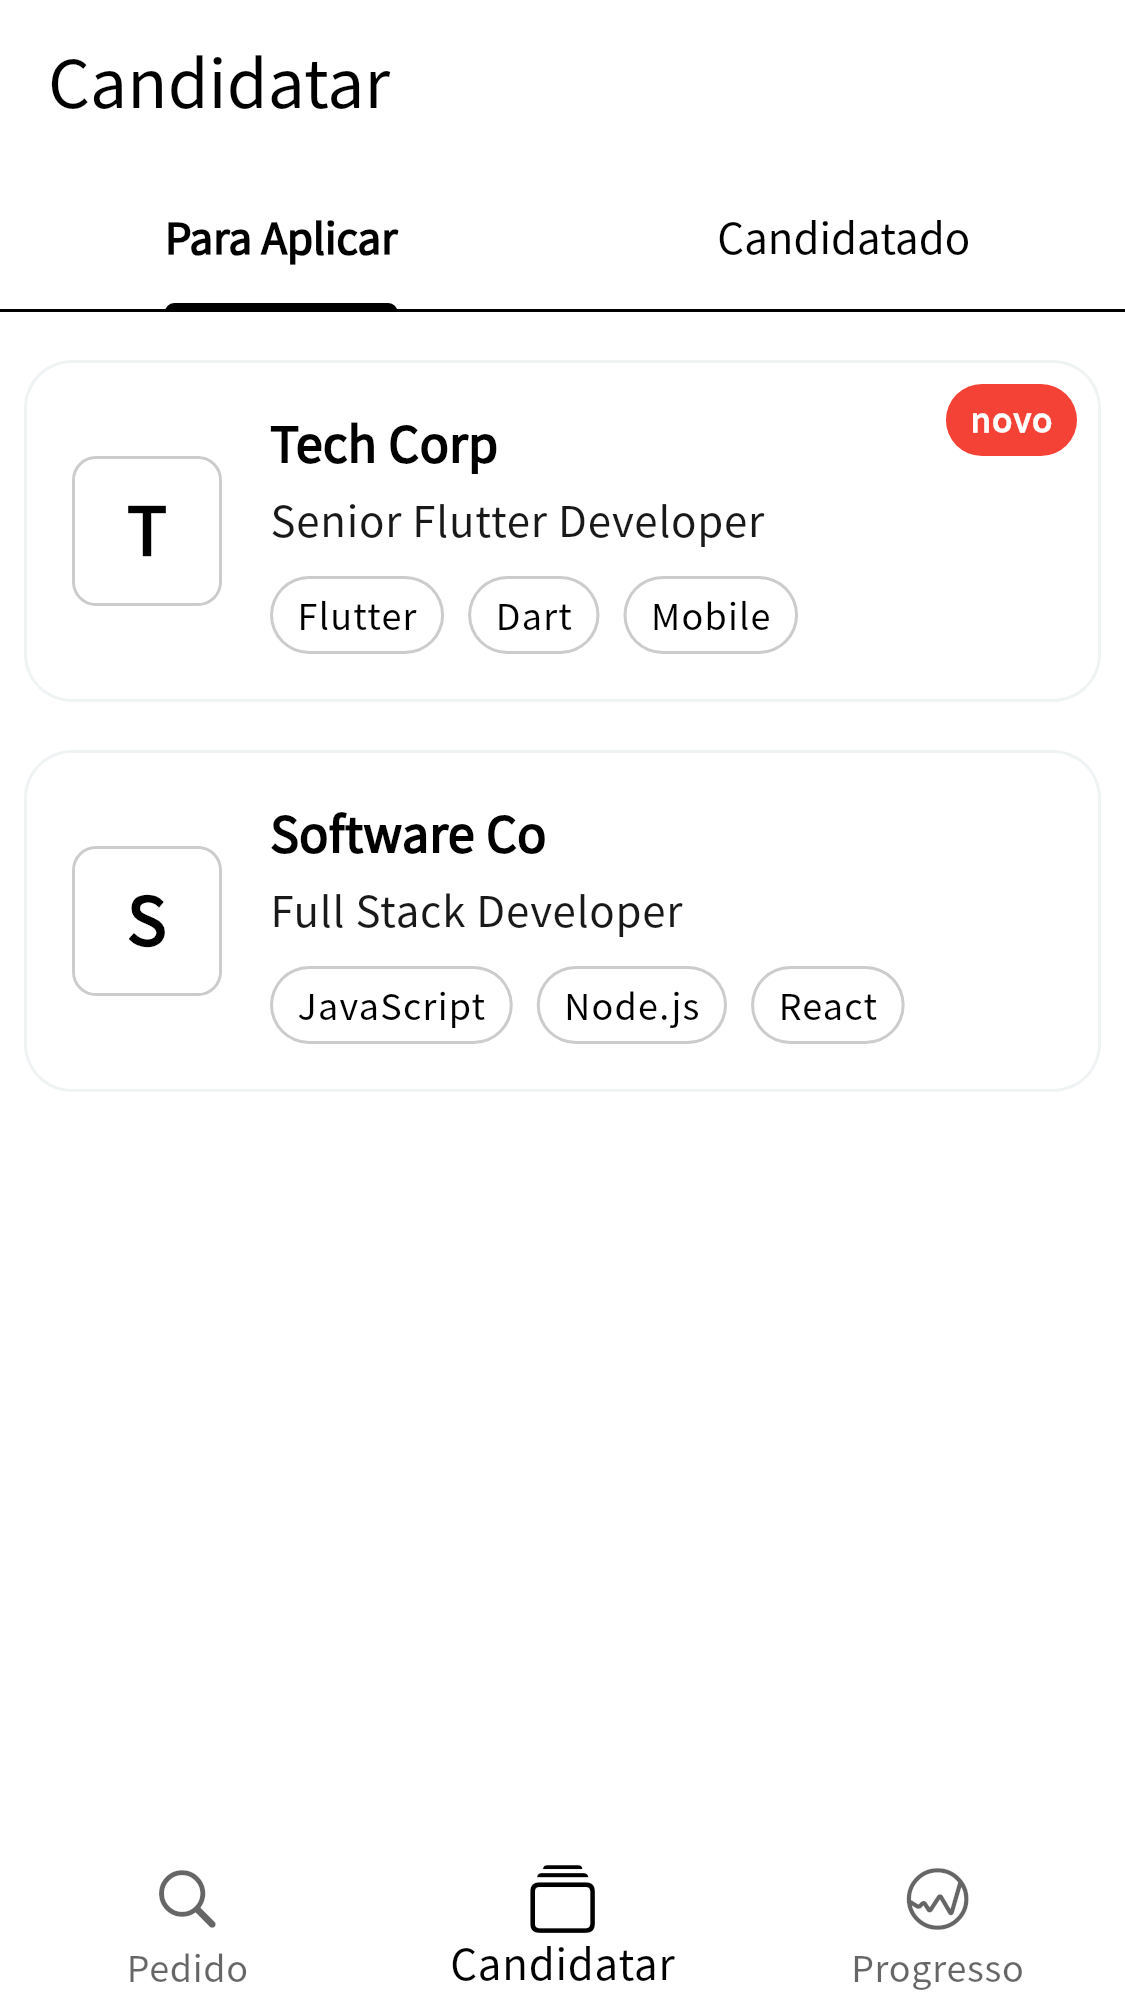 Candidatar
Para Aplicar
Candidatado
novo
Tech Corp
T
Senior Flutter Developer
Flutter
Dart
Mobile
Software Co
S
Full Stack Developer
JavaScript
Node.js
React
Pedido
Candidatar
Progresso